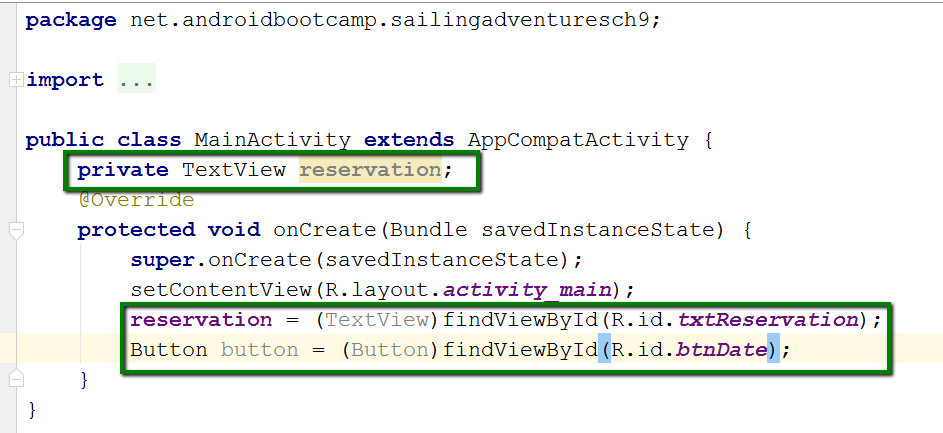 package net.androidbootcamp.sailingadventuresch9;
import ...
public class MainActivity extends AppCompatActivity {
private TextView reservation;
@Override
protected void onCreate(Bundle savedInstanceState) {
super.onCreate(savedInstanceState);
setContentView(R.layout.activity_main);
reservation = (TextView)findViewById(R.id.txtReservation);
Button button = (Button)findViewById(R.id.btnDate);
}
}